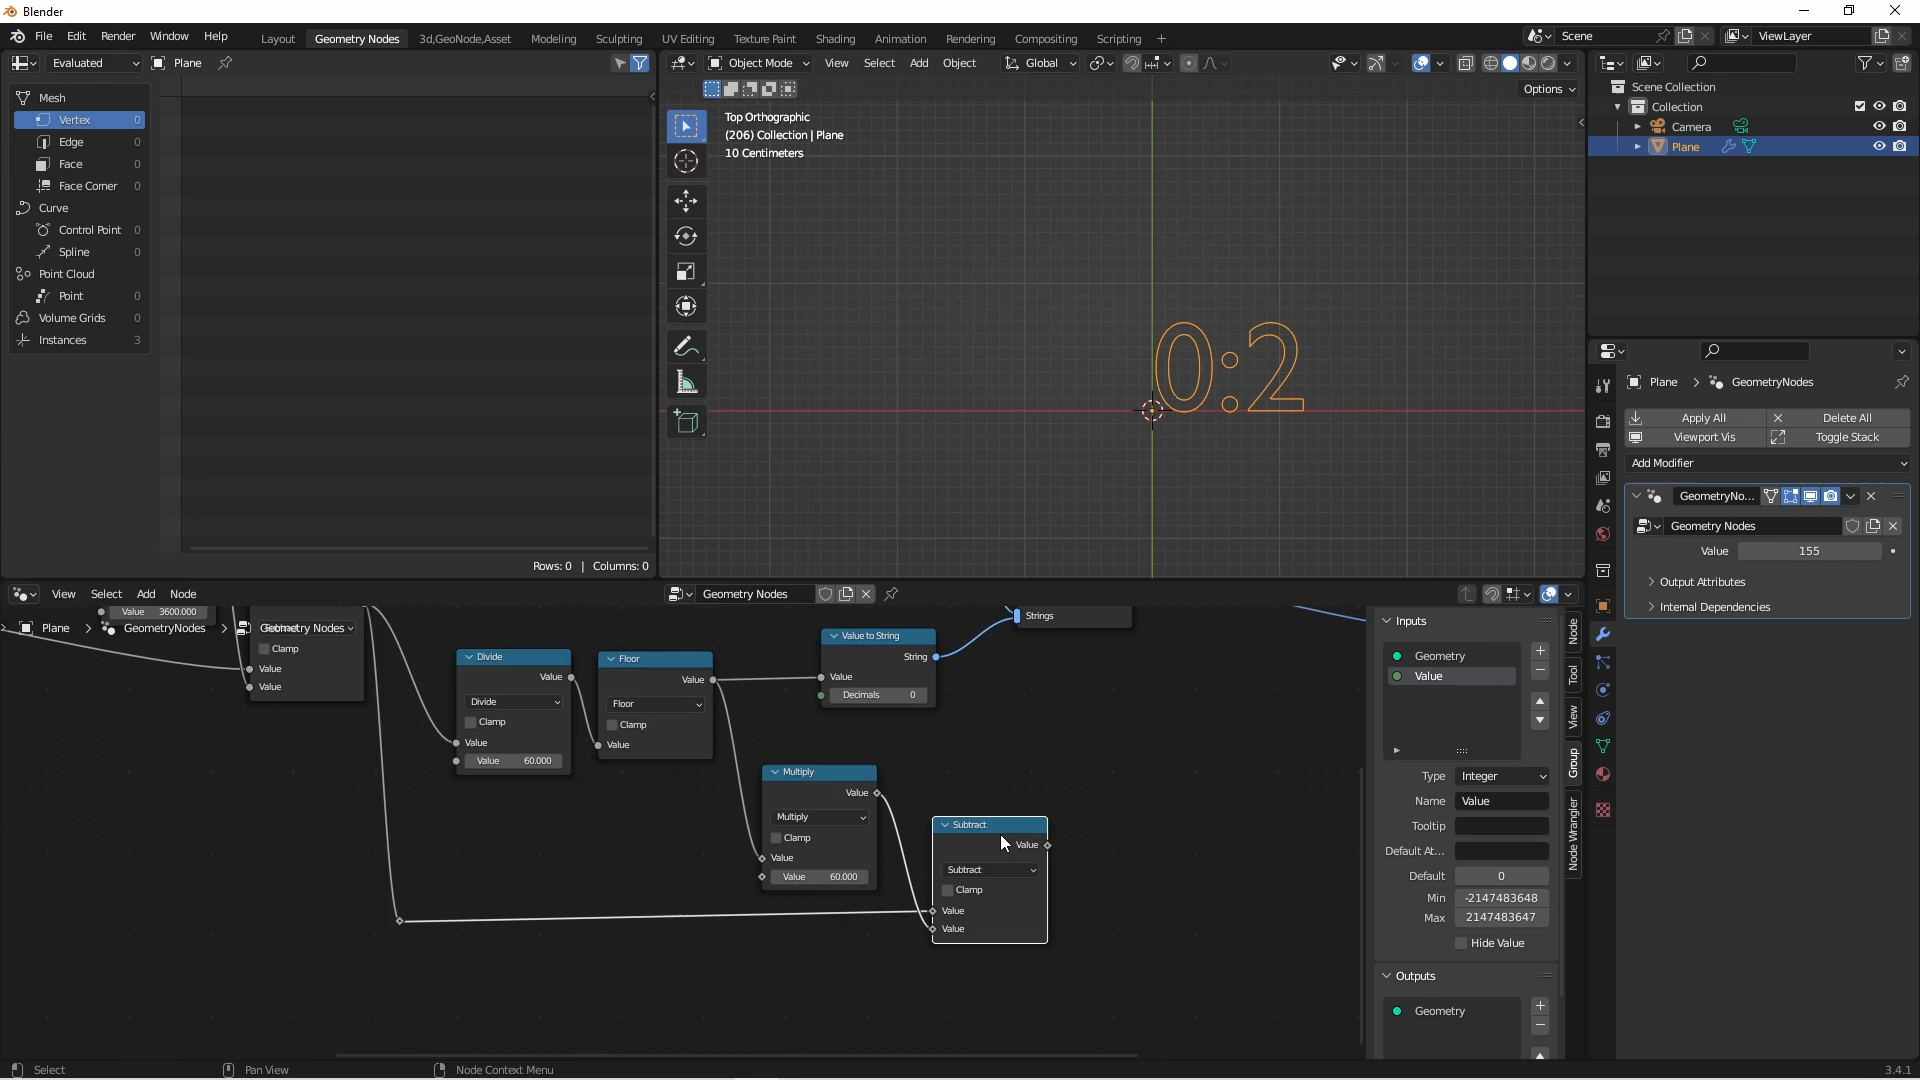 Blender
File Edit Render Window Help Layout Geometry Nodes 3d,GeoNode,Asset Modeling Sculpting UV Editing Texture Paint Shading Animation Rendering Compositing Scripting + Scene ViewLayer
Evaluated Plane
Object Mode View Select Add Object Global
Options
Mesh
Vertex 0
Edge 0
Face 0
Face Corner 0
Curve
Control Point 0
Spline 0
Point Cloud
Point 0
Volume Grids 0
Instances 3
Rows: 0 | Columns: 0
Top Orthographic
(206) Collection | Plane
10 Centimeters
0:2
Scene Collection
Collection
Camera
Plane
Plane > GeometryNodes
Apply All Delete All
Viewport Vis Toggle Stack
Add Modifier
GeometryNo...
Geometry Nodes
Value 155
Output Attributes
Internal Dependencies
View Select Add Node Geometry Nodes
Value 3600.000
Plane > GeometryNodes > Geometry Nodes
Clamp
Value
Value
Divide
Value
Divide
Clamp
Value
Value 60.000
Floor
Value
Floor
Clamp
Value
Value to String
String
Value
Decimals 0
Strings
Multiply
Value
Multiply
Clamp
Value
Value 60.000
Subtract
Value
Subtract
Clamp
Value
Value
Inputs
Geometry
Value
Type Integer
Name Value
Tooltip
Default At...
Default 0
Min -2147483648
Max 2147483647
Hide Value
Outputs
Geometry
Node
Tool
View
Group
Node Wrangler
Select Pan View Node Context Menu 3.4.1